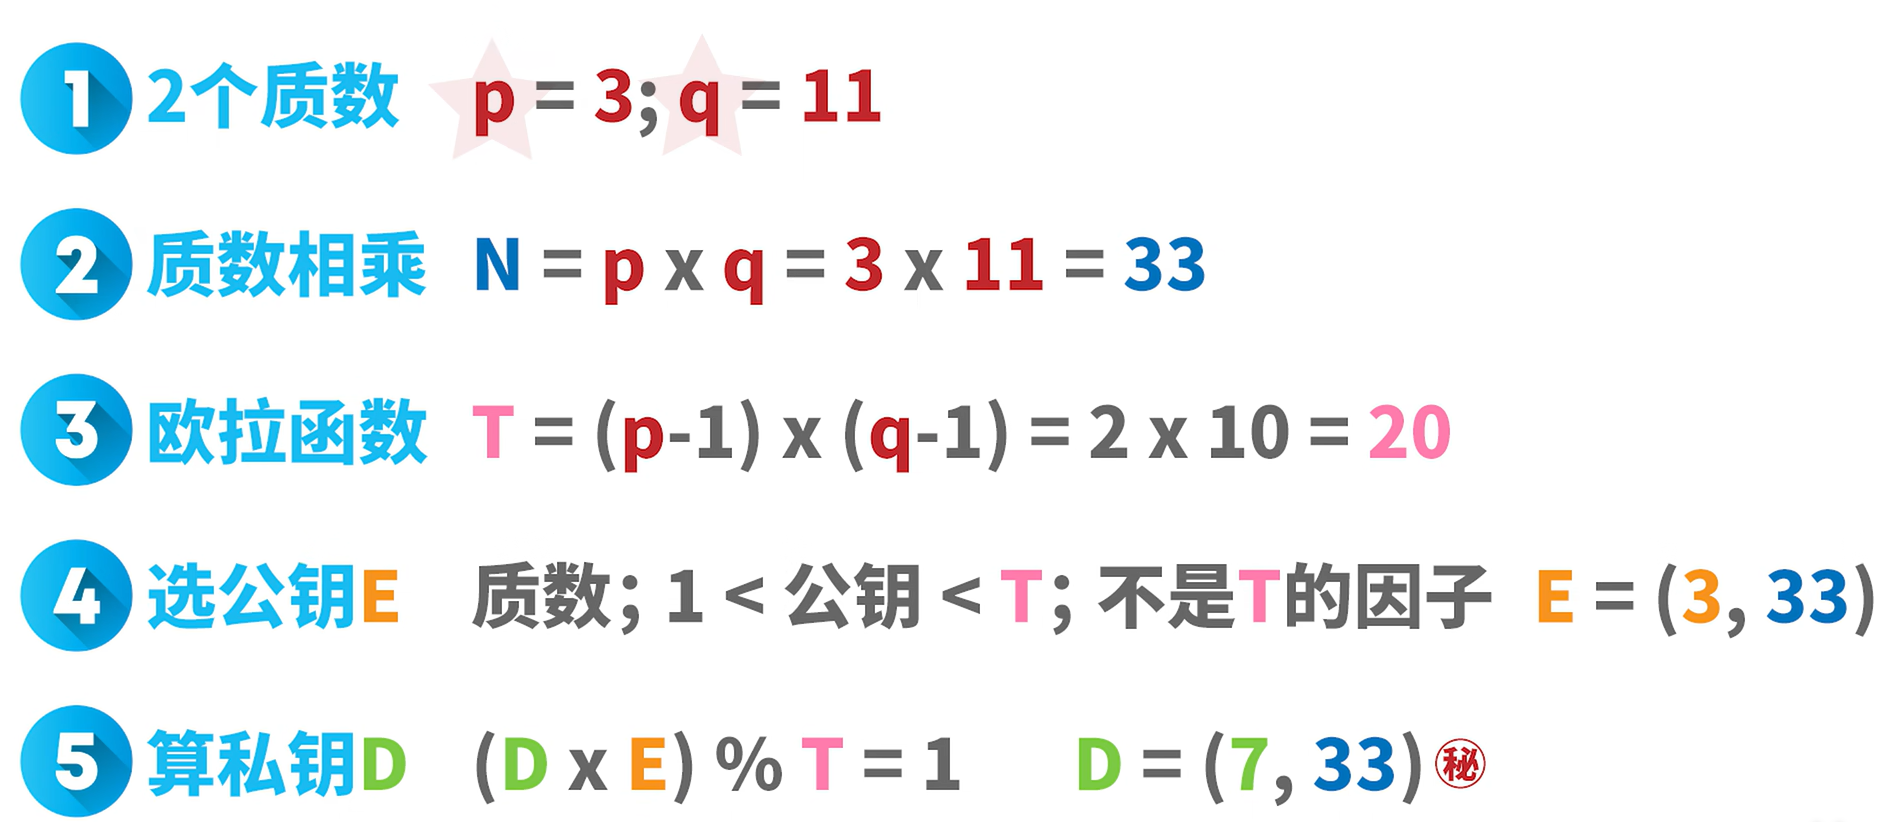 1 2个质数 p = 3; q = 11
2 质数相乘 N = p x q = 3 x 11 = 33
3 欧拉函数 T = (p-1) x (q-1) = 2 x 10 = 20
4 选公钥E 质数; 1 < 公钥 < T; 不是T的因子 E = (3, 33)
5 算私钥D (D x E) % T = 1 D = (7, 33) ㊙